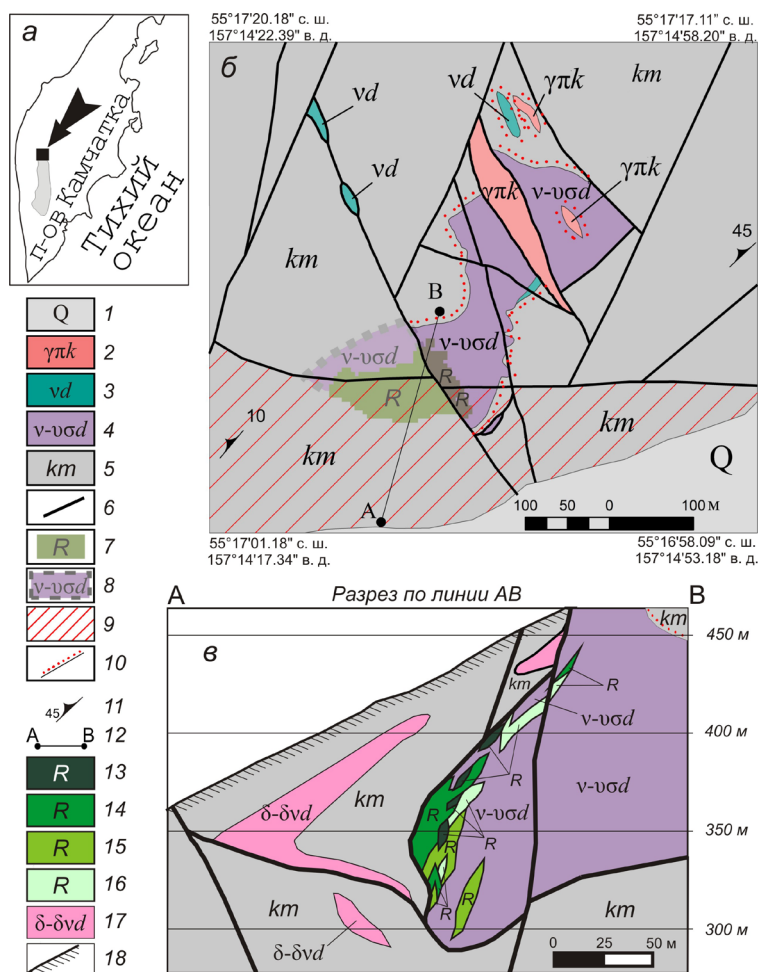 55°17'20.18" с. ш.
157°14'22.39" в. д.
55°17'17.11" с. ш.
157°14'58.20" в. д.
а
п-ов Камчатка
Тихий
океан
б
νd
νd
γπk
km
νd
γπk
ν-υσd
γπk
km
45
B
ν-υσd
ν-υσd
R
R
R
10
km
km
Q
A
100 50 0 100 м
55°17'01.18" с. ш.
157°14'17.34" в. д.
55°16'58.09" с. ш.
157°14'53.18" в. д.
Q 1
γπk 2
νd 3
ν-υσd 4
km 5
6
R 7
ν-υσd 8
9
10
45 11
A B 12
R 13
R 14
R 15
R 16
δ-δνd 17
18
A Разрез по линии АВ B
в
km
450 м
km
R
ν-υσd
400 м
R
km
ν-υσd
R
ν-υσd
δ-δνd
R
R
350 м
R
R
R
km
km
300 м
δ-δνd
0 25 50 м